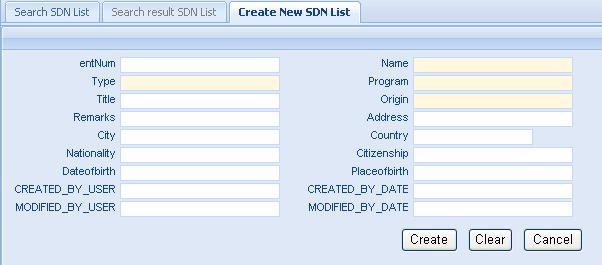 Search SDN List Search result SDN List Create New SDN List
entNum Name
Type Program
Title Origin
Remarks Address
City Country
Nationality Citizenship
Dateofbirth Placeofbirth
CREATED_BY_USER CREATED_BY_DATE
MODIFIED_BY_USER MODIFIED_BY_DATE
Create Clear Cancel